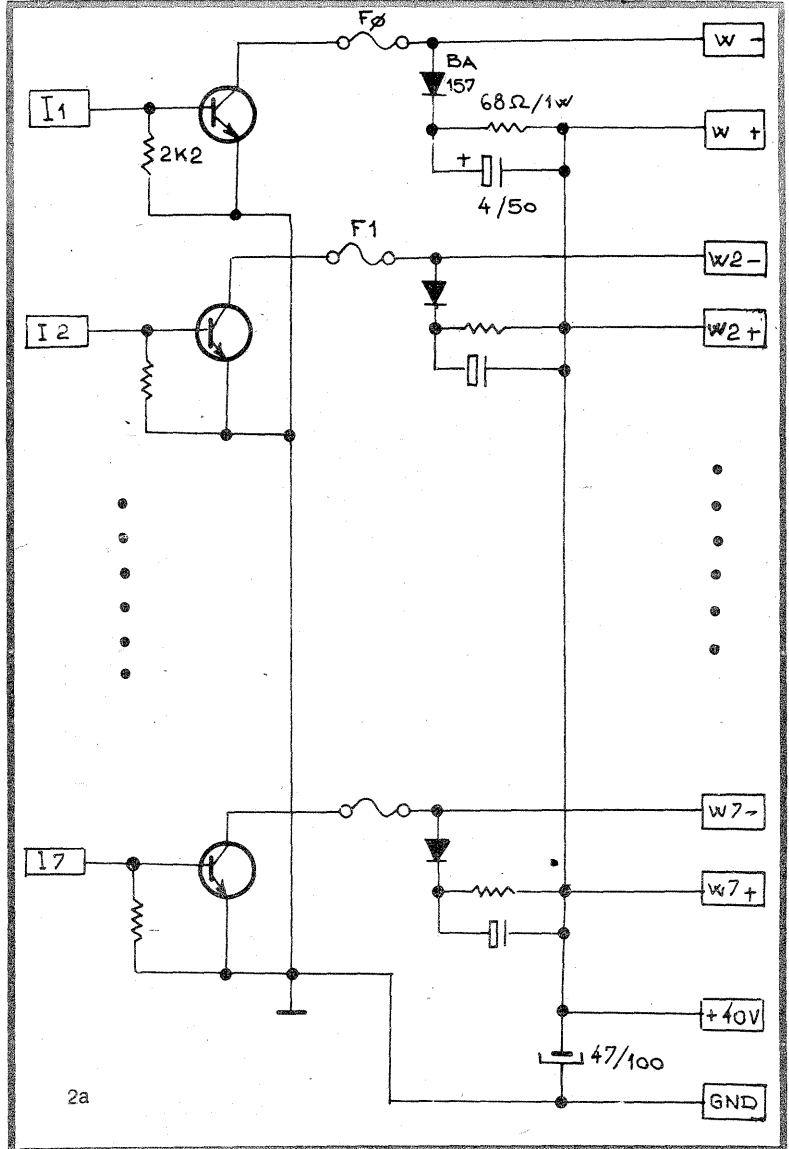 FØ
W -
BA
157
68Ω/1W
I1
2K2
W +
+
4/50
F1
W2-
I2
W2+
W7-
I7
W7+
+40V
47/100
2a
GND